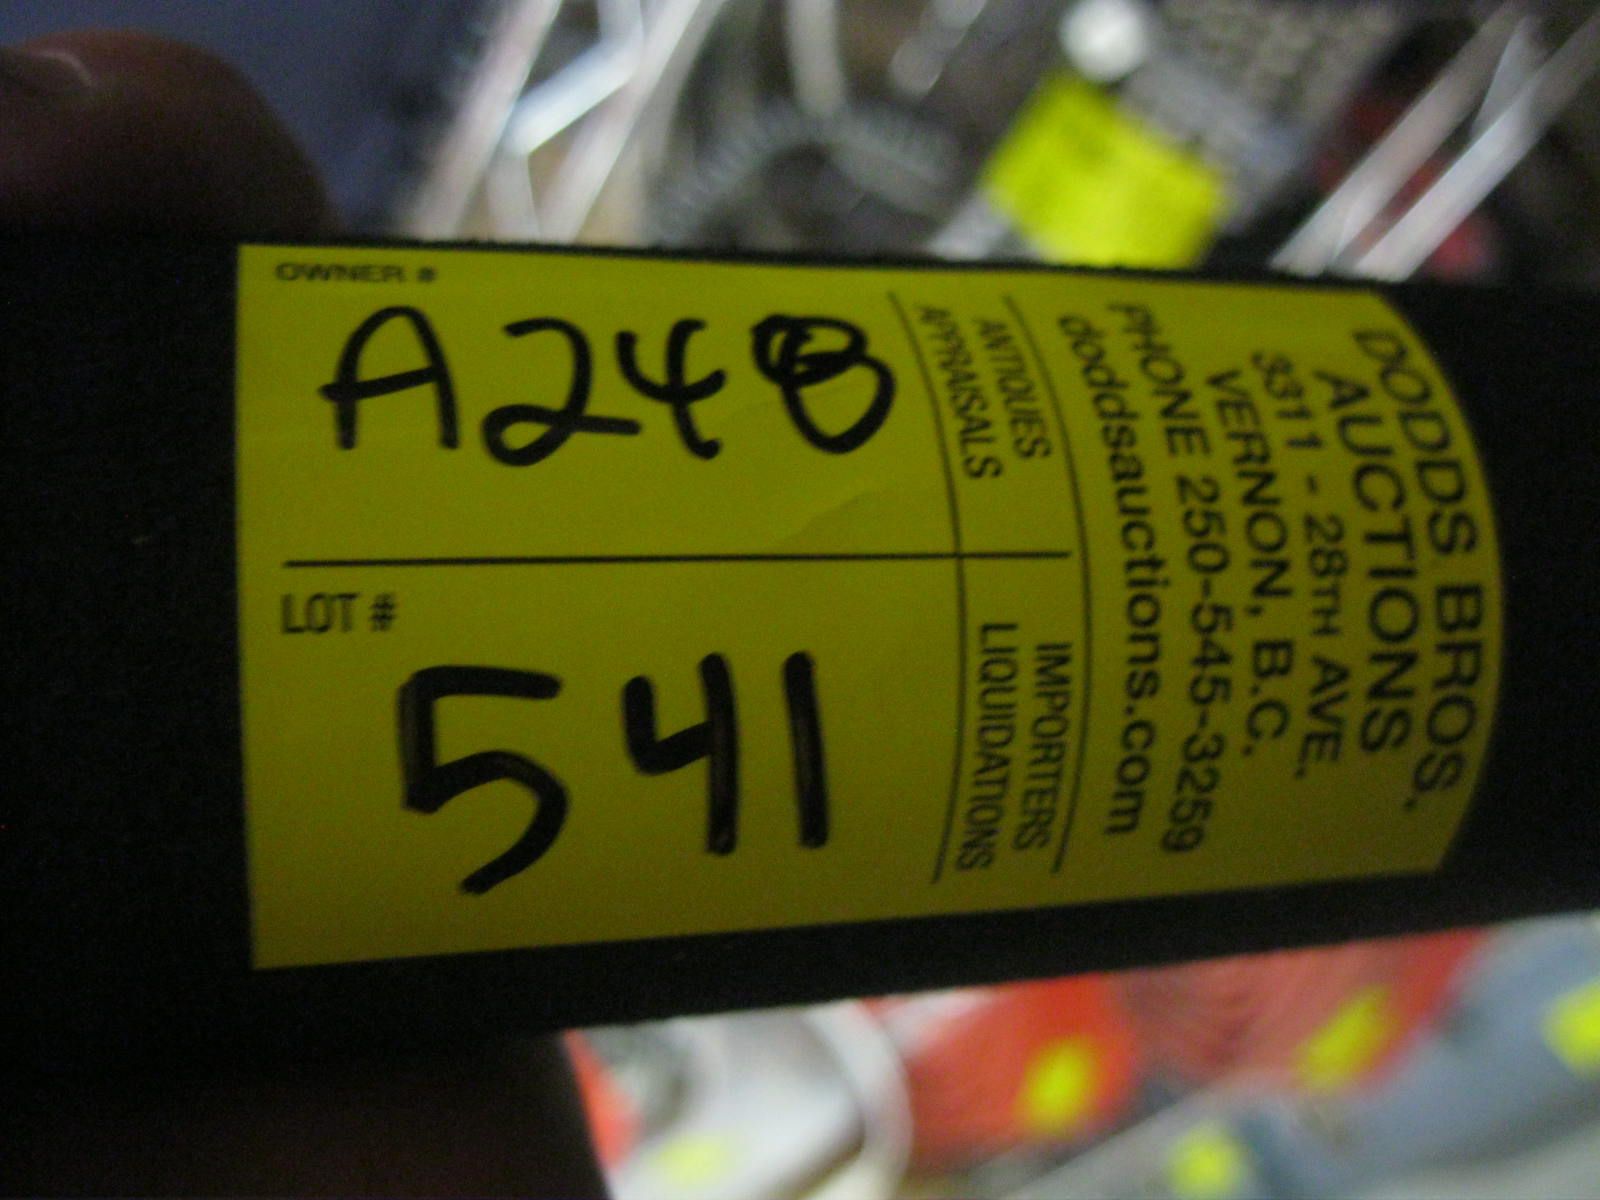 OWNER #
A248
LOT #
541
DODDS BROS.
AUCTIONS
3311 - 28TH AVE.
VERNON, B.C.
PHONE 250-545-3259
doddsauctions.com
ANTIQUES
APPRAISALS
IMPORTERS
LIQUIDATIONS